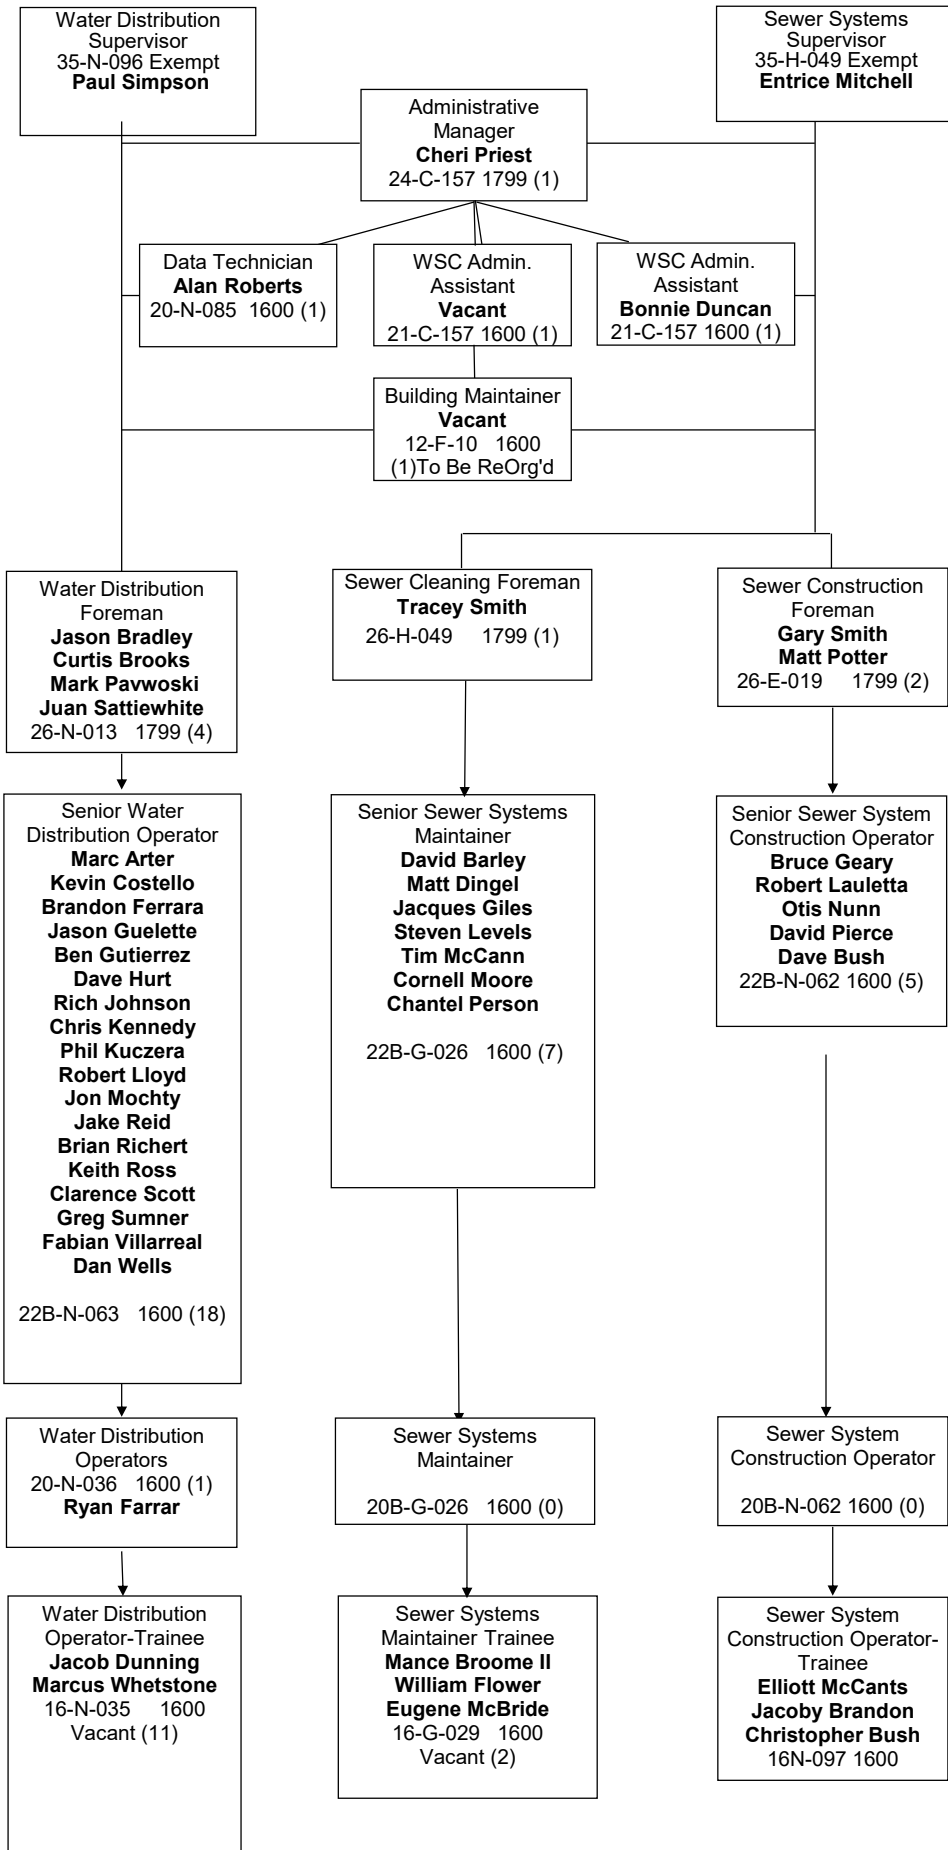 Water Distribution
Supervisor
35-N-096 Exempt
Paul Simpson
Sewer Systems
Supervisor
35-H-049 Exempt
Entrice Mitchell
Administrative
Manager
Cheri Priest
24-C-157 1799 (1)
Data Technician
Alan Roberts
20-N-085 1600 (1)
WSC Admin.
Assistant
Vacant
21-C-157 1600 (1)
WSC Admin.
Assistant
Bonnie Duncan
21-C-157 1600 (1)
Building Maintainer
Vacant
12-F-10 1600
(1)To Be ReOrg'd
Water Distribution
Foreman
Jason Bradley
Curtis Brooks
Mark Pavwoski
Juan Sattiewhite
26-N-013 1799 (4)
Sewer Cleaning Foreman
Tracey Smith
26-H-049 1799 (1)
Sewer Construction
Foreman
Gary Smith
Matt Potter
26-E-019 1799 (2)
Senior Water
Distribution Operator
Marc Arter
Kevin Costello
Brandon Ferrara
Jason Guelette
Ben Gutierrez
Dave Hurt
Rich Johnson
Chris Kennedy
Phil Kuczera
Robert Lloyd
Jon Mochty
Jake Reid
Brian Richert
Keith Ross
Clarence Scott
Greg Sumner
Fabian Villarreal
Dan Wells
22B-N-063 1600 (18)
Senior Sewer Systems
Maintainer
David Barley
Matt Dingel
Jacques Giles
Steven Levels
Tim McCann
Cornell Moore
Chantel Person
22B-G-026 1600 (7)
Senior Sewer System
Construction Operator
Bruce Geary
Robert Lauletta
Otis Nunn
David Pierce
Dave Bush
22B-N-062 1600 (5)
Water Distribution
Operators
20-N-036 1600 (1)
Ryan Farrar
Sewer Systems
Maintainer
20B-G-026 1600 (0)
Sewer System
Construction Operator
20B-N-062 1600 (0)
Water Distribution
Operator-Trainee
Jacob Dunning
Marcus Whetstone
16-N-035 1600
Vacant (11)
Sewer Systems
Maintainer Trainee
Mance Broome II
William Flower
Eugene McBride
16-G-029 1600
Vacant (2)
Sewer System
Construction Operator-
Trainee
Elliott McCants
Jacoby Brandon
Christopher Bush
16N-097 1600